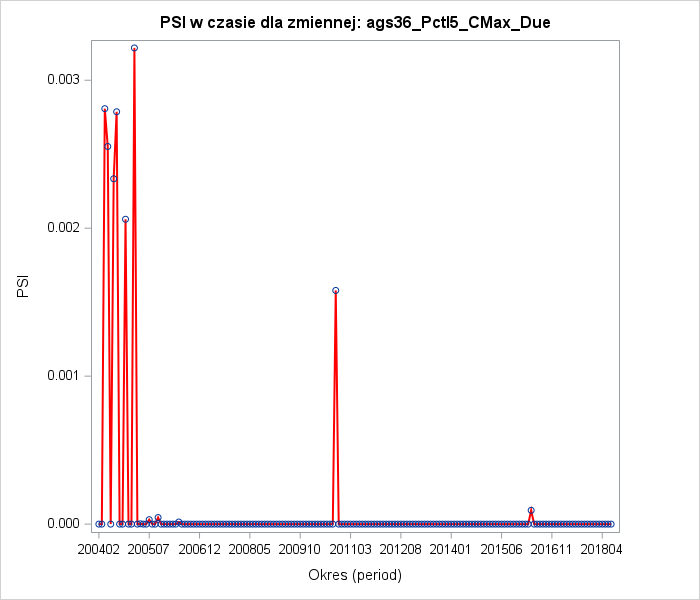 PSI w czasie dla zmiennej: ags36_Pctl5_CMax_Due
0.003
0.002
0.001
0.000
PSI
200402 200507 200612 200805 200910 201103 201208 201401 201506 201611 201804
Okres (period)